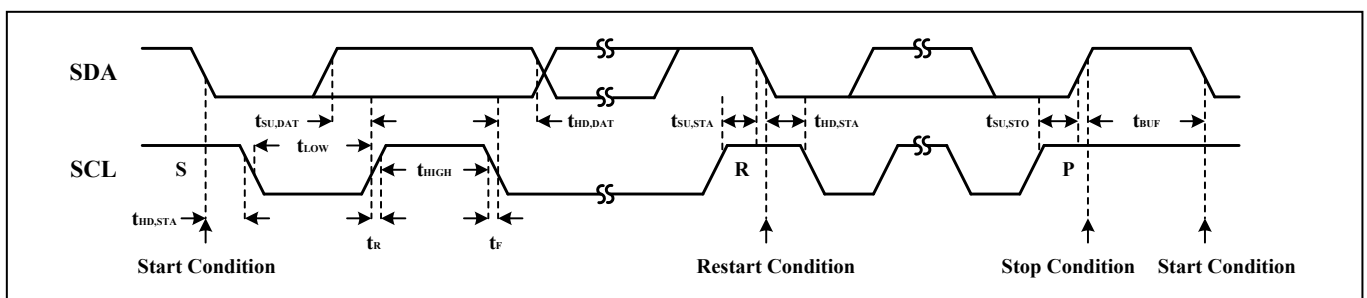 SDA
tSU,DAT
tHD,DAT
tSU,STA
tHD,STA
tSU,STO
tBUF
tLOW
SCL
S
tHIGH
R
P
tHD,STA
tR
tF
Start Condition
Restart Condition
Stop Condition
Start Condition